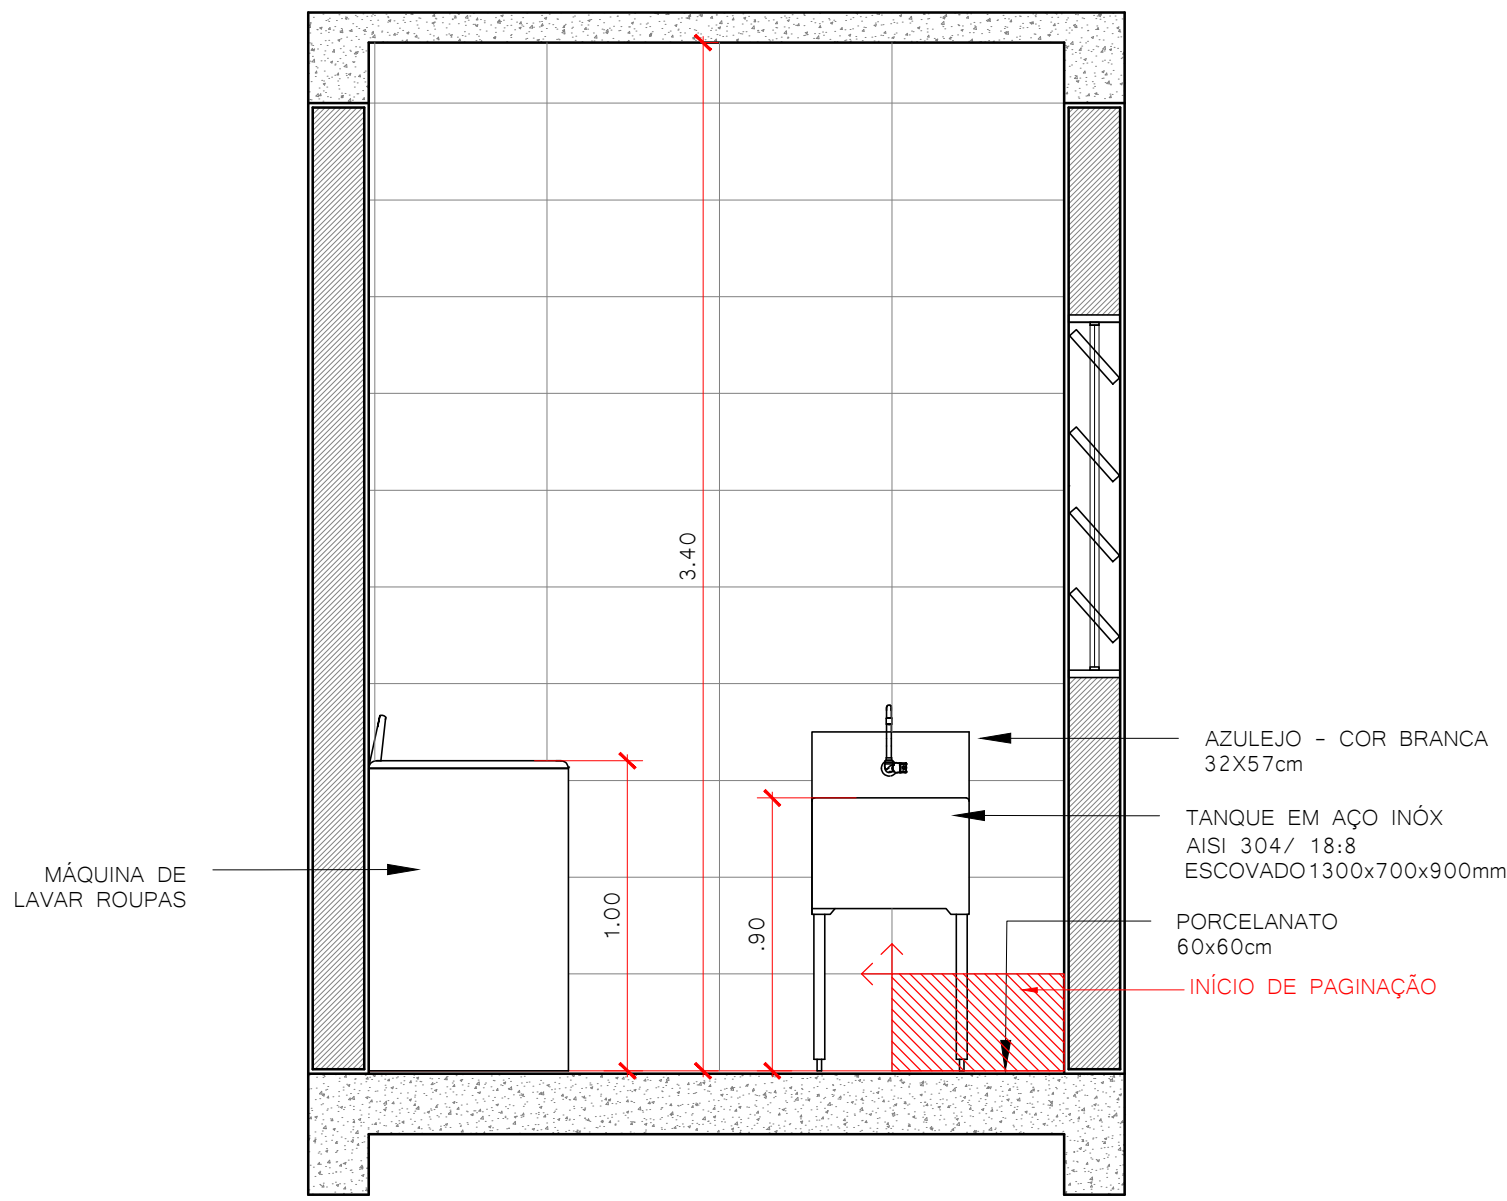 3.40
AZULEJO - COR BRANCA
32X57cm
TANQUE EM AÇO INÓX
AISI 304/ 18:8
ESCOVADO1300x700x900mm
MÁQUINA DE
LAVAR ROUPAS
1.00
.90
PORCELANATO
60x60cm
INÍCIO DE PAGINAÇÃO